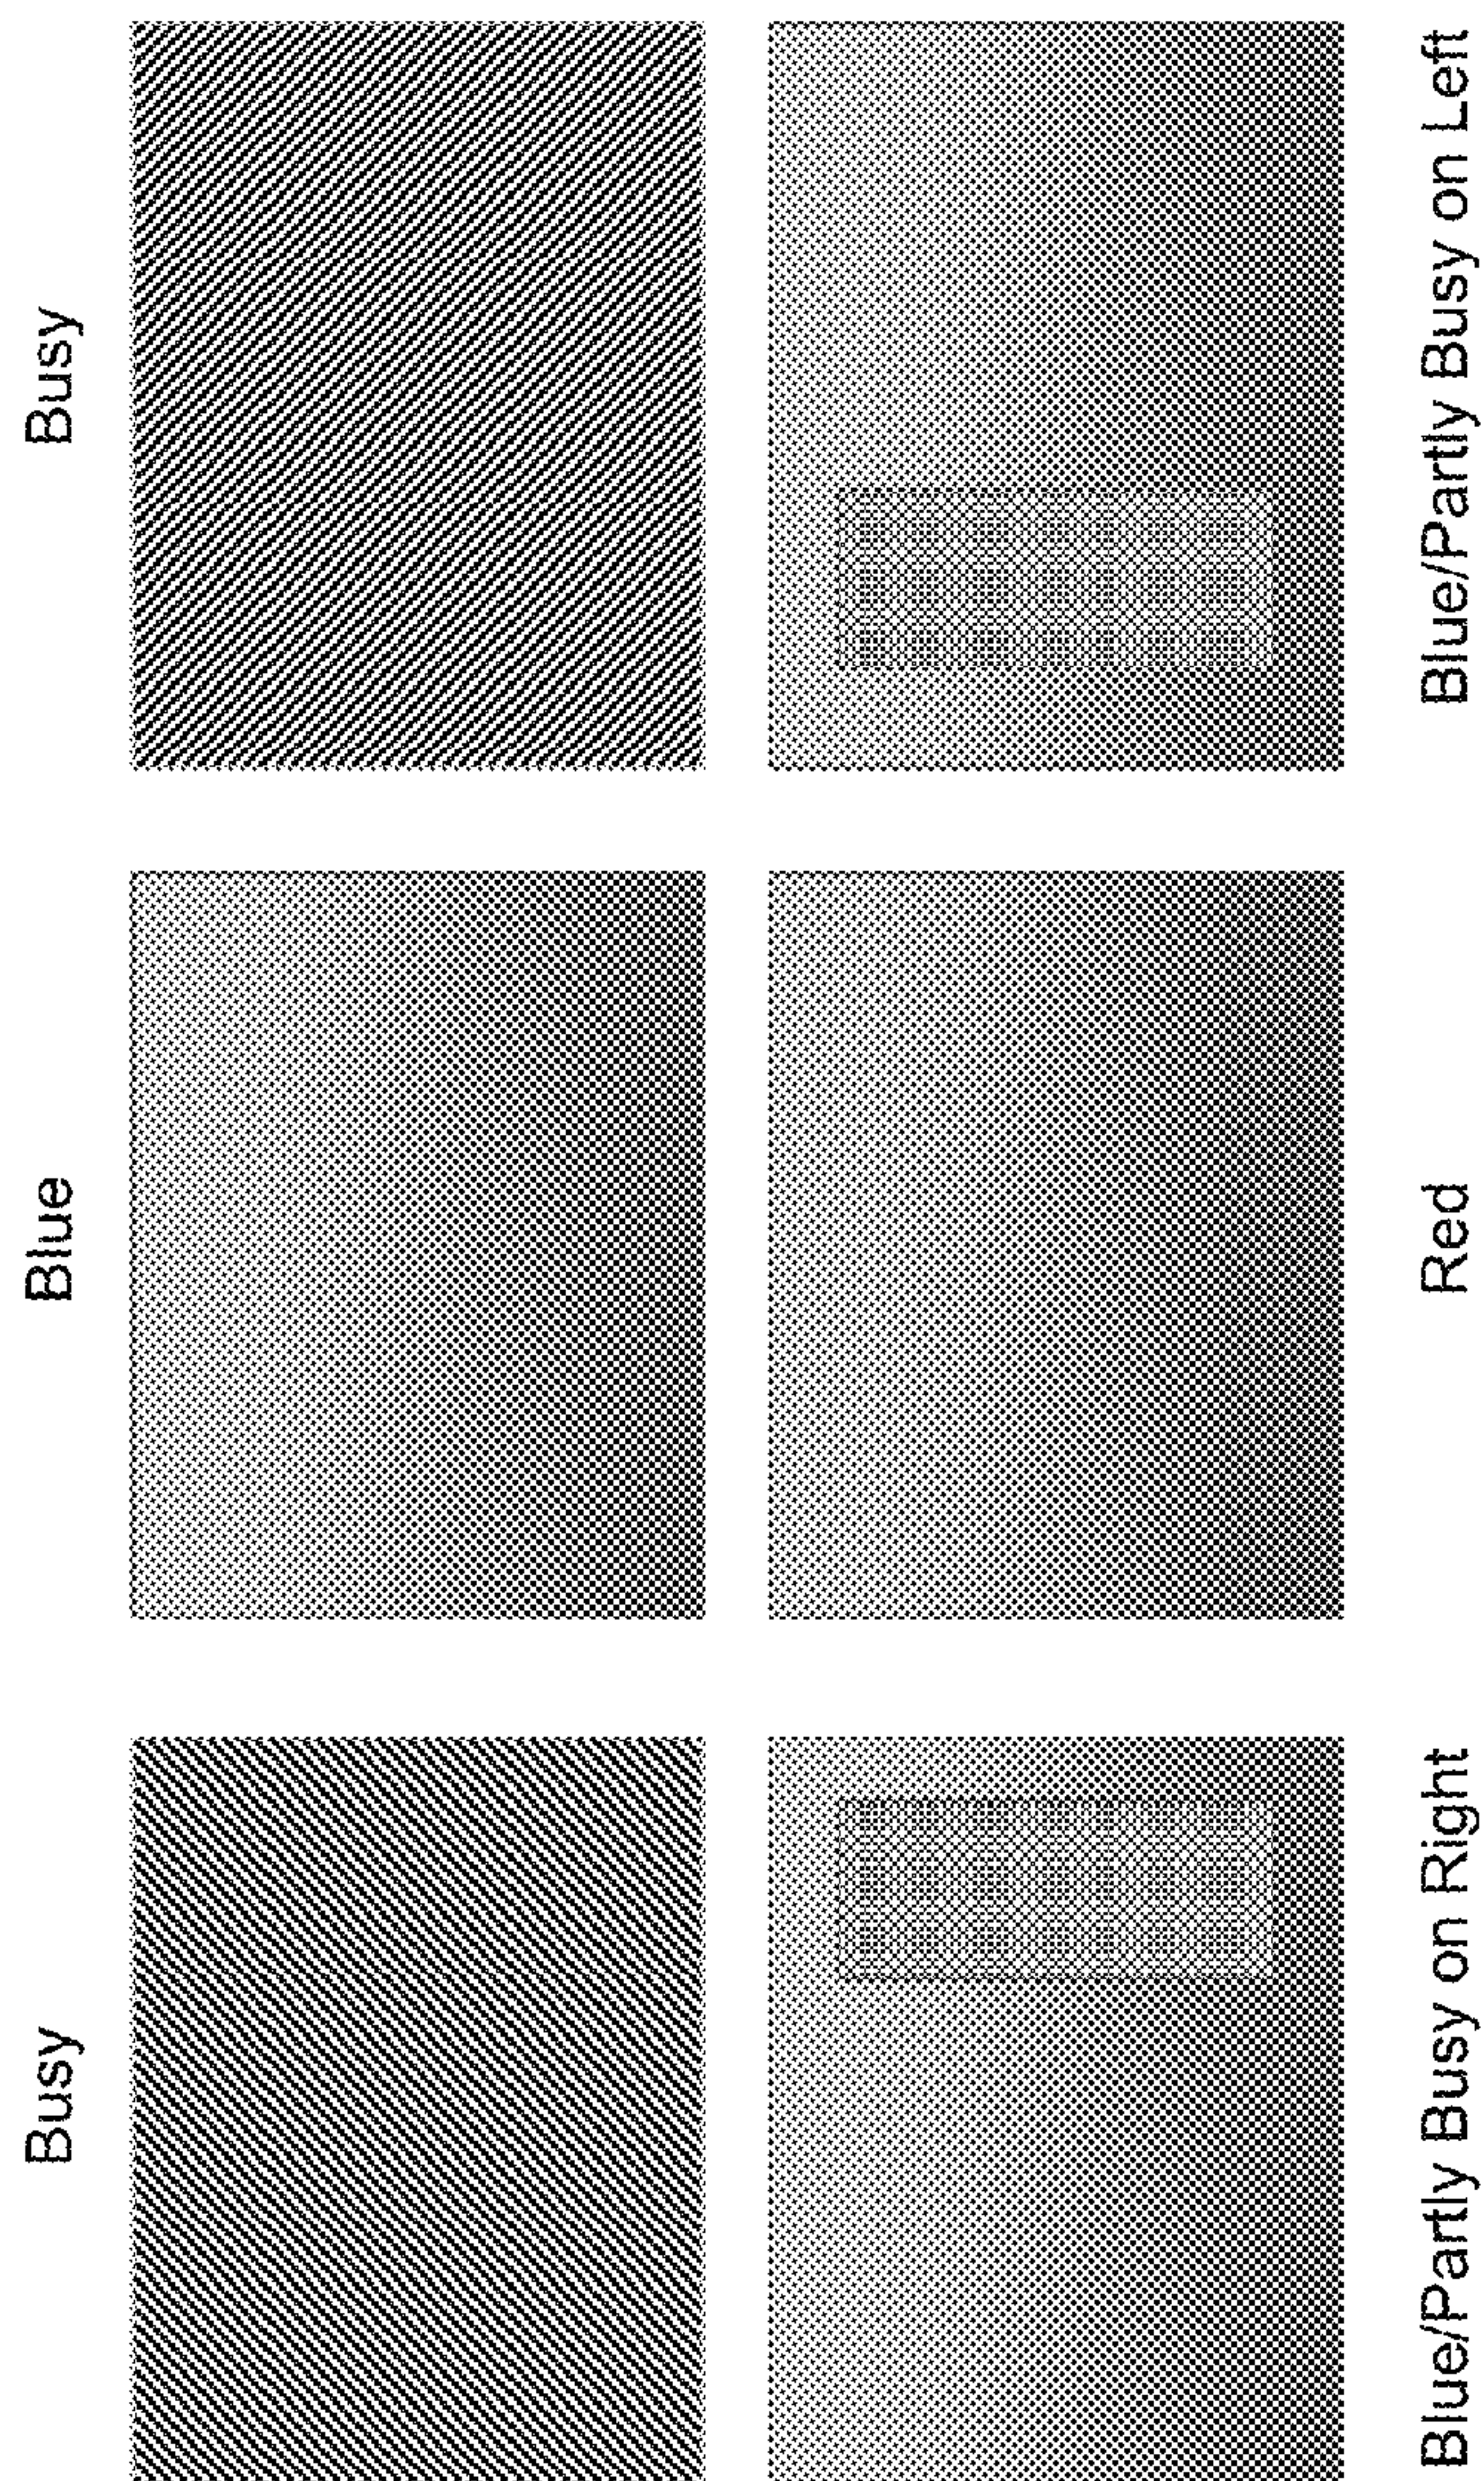 Busy
Blue
Busy
Blue/Partly Busy on Right
Red
Blue/Partly Busy on Left